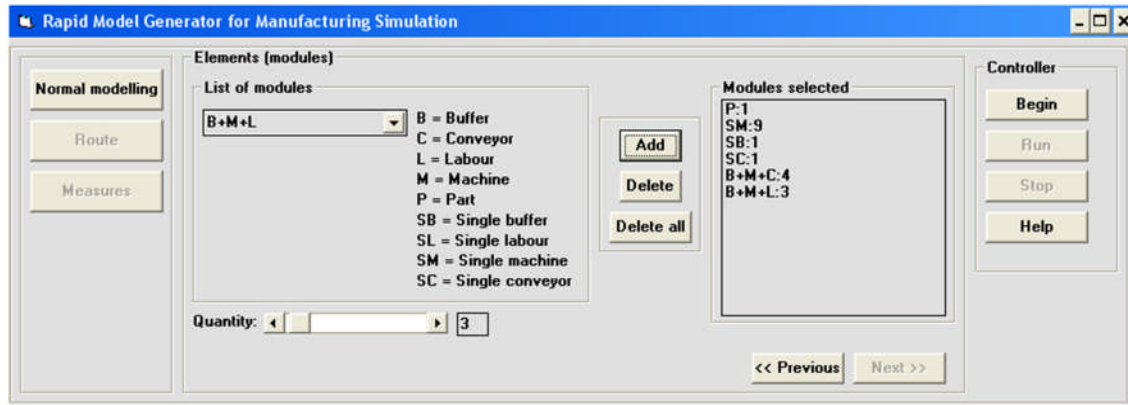 Rapid Model Generator for Manufacturing Simulation
Normal modelling
Route
Measures
Elements (modules)
List of modules
B+M+L
B = Buffer
C = Conveyor
L = Labour
M = Machine
P = Part
SB = Single buffer
SL = Single labour
SM = Single machine
SC = Single conveyor
Quantity: 3
Add
Delete
Delete all
Modules selected
P:1
SM:9
SB:1
SC:1
B+M+C:4
B+M+L:3
<< Previous
Next >>
Controller
Begin
Run
Stop
Help